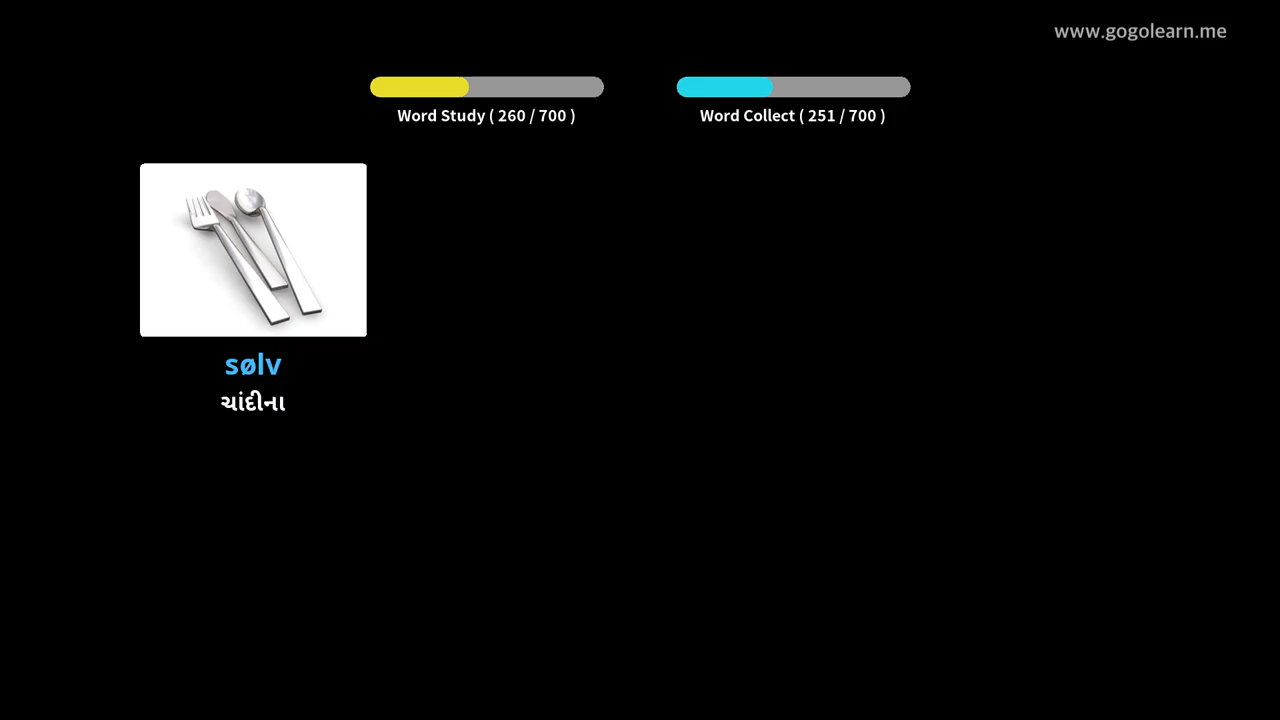 www.gogolearn.me
Word Study ( 260 / 700 )
Word Collect ( 251 / 700 )
sølv
ચાંદીના